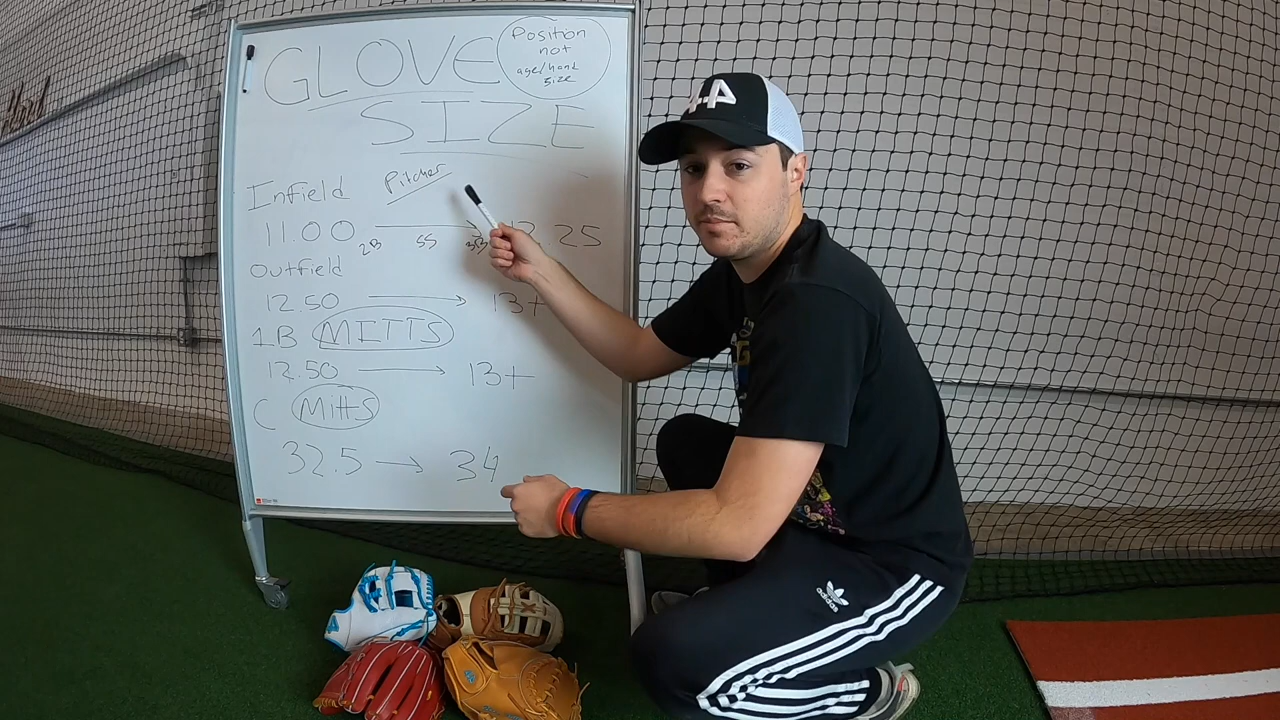 GLOVE
SIZE
Position
not
age/hand
size
Infield Pitcher
11.00 .25
2B SS 3B
Outfield
12.50 13+
1B MITTS
12.50 13+
C Mitts
32.5 34
adidas